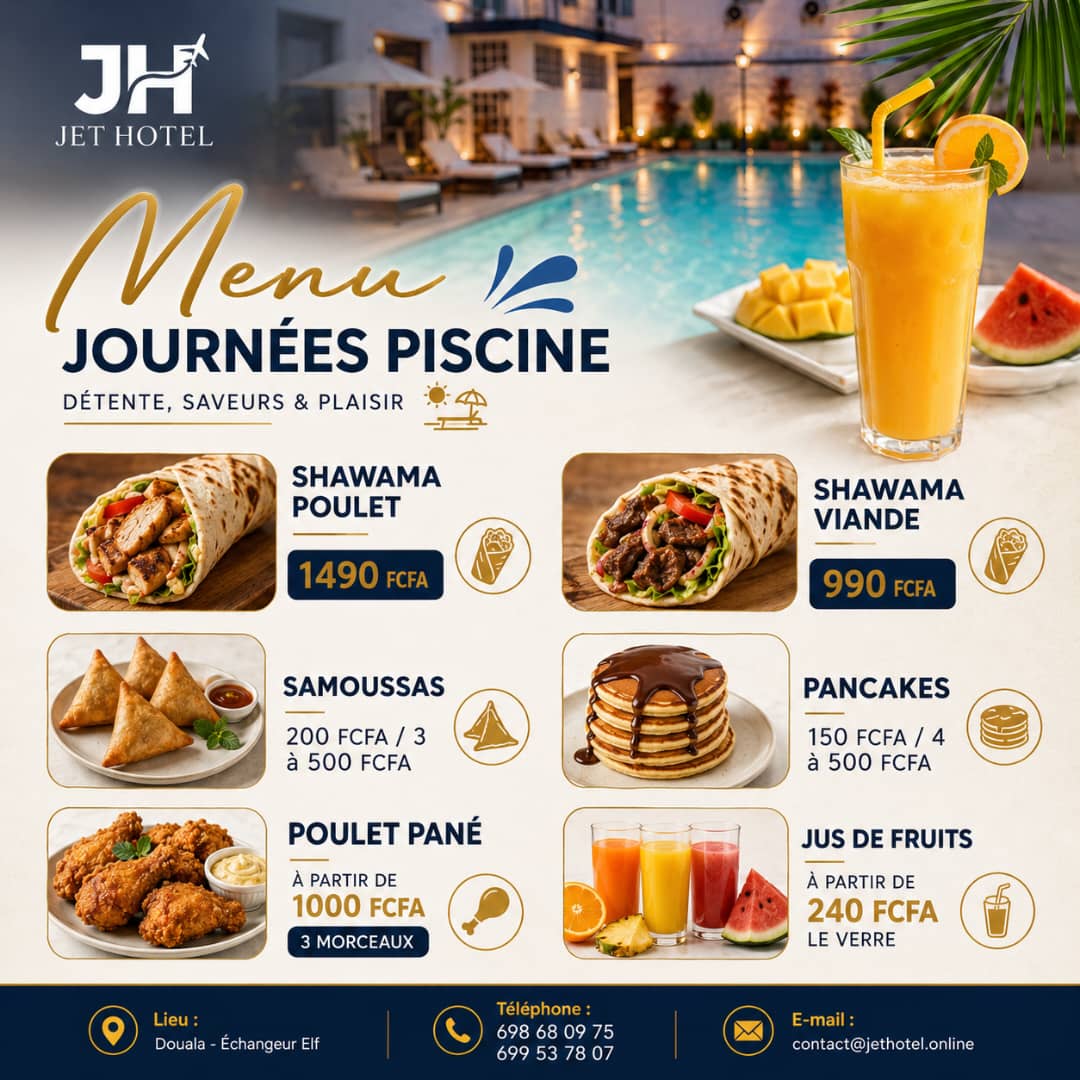 JH
JET HOTEL
Menu
JOURNÉES PISCINE
DÉTENTE, SAVEURS & PLAISIR
SHAWAMA
POULET
1490 FCFA
SHAWAMA
VIANDE
990 FCFA
SAMOUSSAS
200 FCFA / 3
à 500 FCFA
PANCAKES
150 FCFA / 4
à 500 FCFA
POULET PANÉ
À PARTIR DE
1000 FCFA
3 MORCEAUX
JUS DE FRUITS
À PARTIR DE
240 FCFA
LE VERRE
Lieu :
Douala - Échangeur Elf
Téléphone :
698 68 09 75
699 53 78 07
E-mail :
contact@jethotel.online